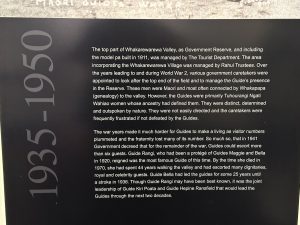 1935-1950
The top part of Whakarewarewa Valley, as Government Reserve, and including
the model pa built in 1911, was managed by The Tourist Department. The area
incorporating the Whakarewarewa Village was managed by Rahui Trustees. Over
the years leading to and during World War 2, various government caretakers were
appointed to look after the top end of the field and to manage the Guide's presence
in the Reserve. These men were Maori and most often connected by Whakapapa
(genealogy) to the valley. However, the Guides were primarily Tuhourangi Ngati
Wahiao women whose ancestry had defined them. They were distinct, determined
and outspoken by nature. They were not easily directed and the caretakers were
frequently frustrated if not defeated by the Guides.
The war years made it much harder for Guides to make a living as visitor numbers
plummeted and the fraternity lost many of its number. So much so, that in 1941
Government decreed that for the remainder of the war, Guides could escort more
than six guests. Guide Rangi, who had been a protégé of Guides Maggie and Bella
in 1920, reigned was the most famous Guide of this time. By the time she died in
1970, she had spent 44 years walking the valley and had escorted many dignitaries,
royal and celebrity guests. Guide Bella had led the guides for some 25 years until
a stroke in 1936. Though Guide Rangi may have been best known, it was the joint
leadership of Guide Kiri Poata and Guide Hepine Ransfield that would lead the
Guides through the next two decades.